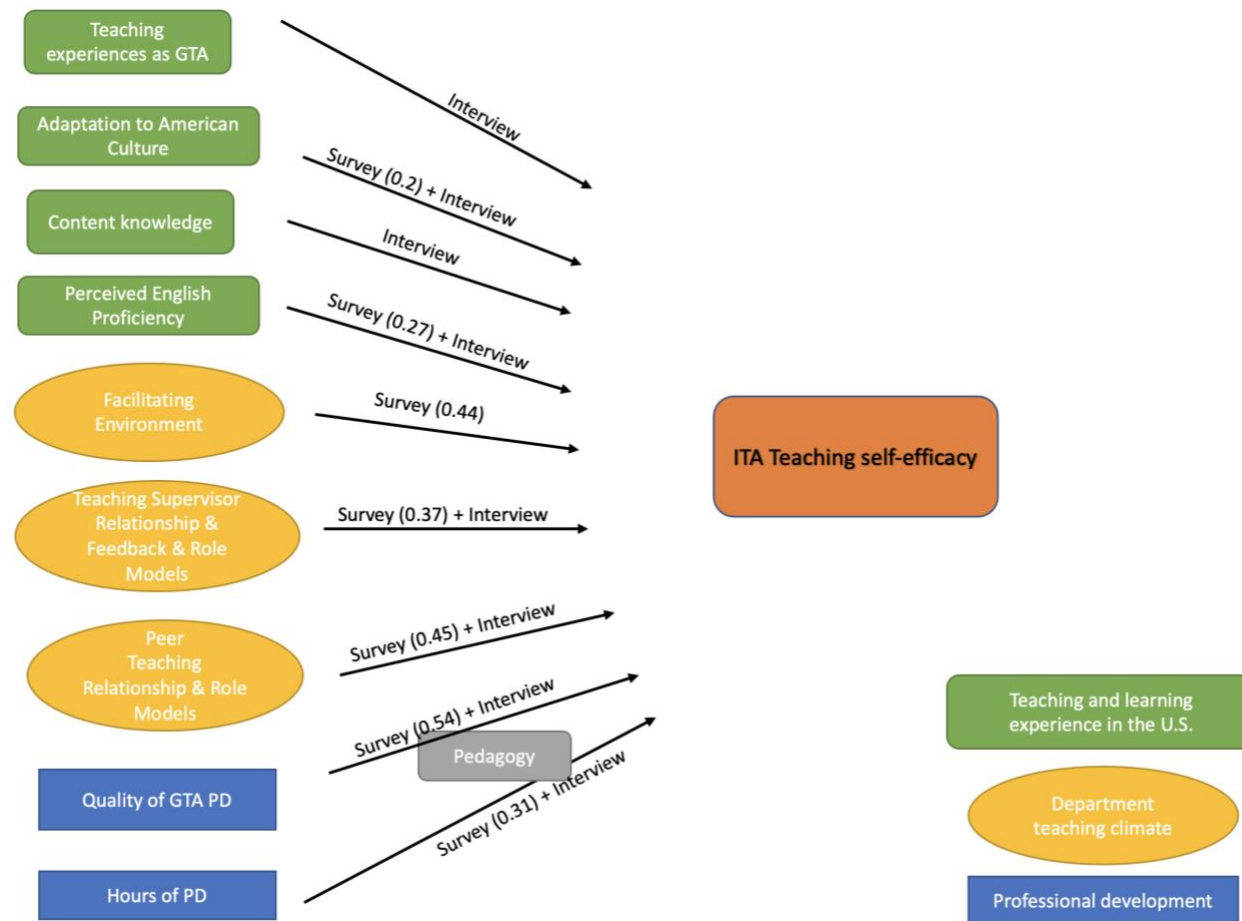 Teaching
experiences as GTA
Interview
Adaptation to American
Culture
Survey (0.2) + Interview
Content knowledge
Interview
Perceived English
Proficiency
Survey (0.27) + Interview
Facilitating
Environment
Survey (0.44)
ITA Teaching self-efficacy
Teaching Supervisor
Relationship &
Feedback & Role
Models
Survey (0.37) + Interview
Peer
Teaching
Relationship & Role
Models
Survey (0.45) + Interview
Survey (0.54) + Interview
Pedagogy
Quality of GTA PD
Survey (0.31) + Interview
Hours of PD
Teaching and learning
experience in the U.S.
Department
teaching climate
Professional development